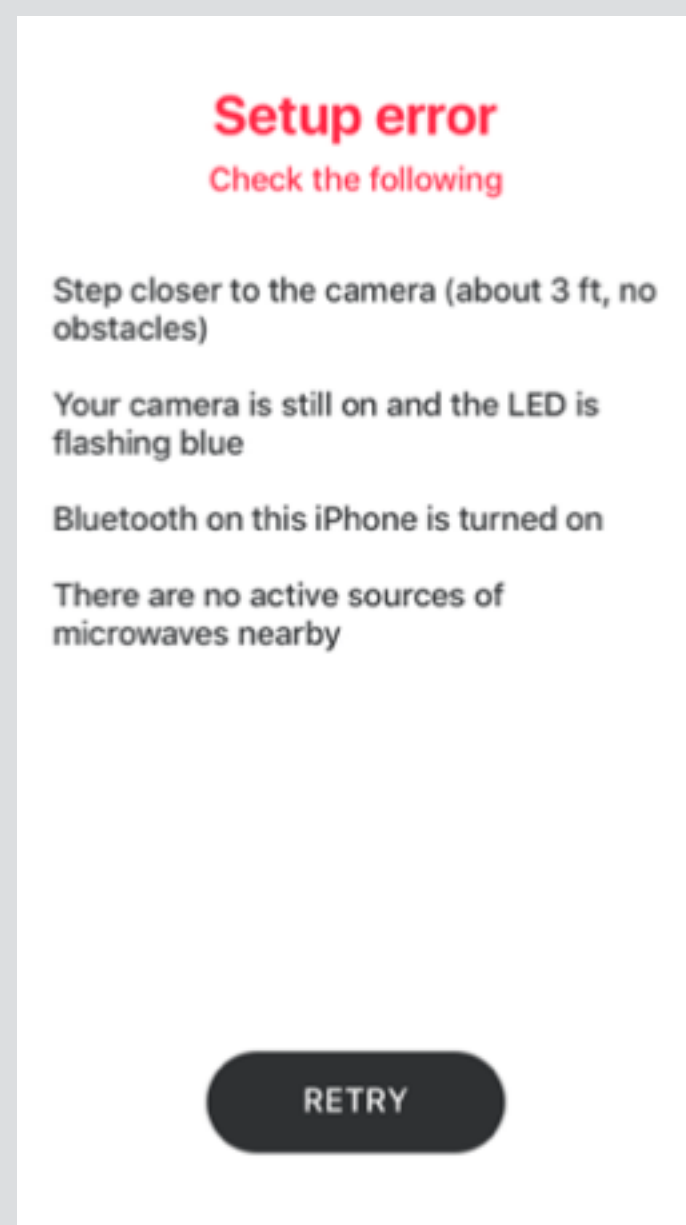 Setup error
Check the following
Step closer to the camera (about 3 ft, no
obstacles)
Your camera is still on and the LED is
flashing blue
Bluetooth on this iPhone is turned on
There are no active sources of
microwaves nearby
RETRY